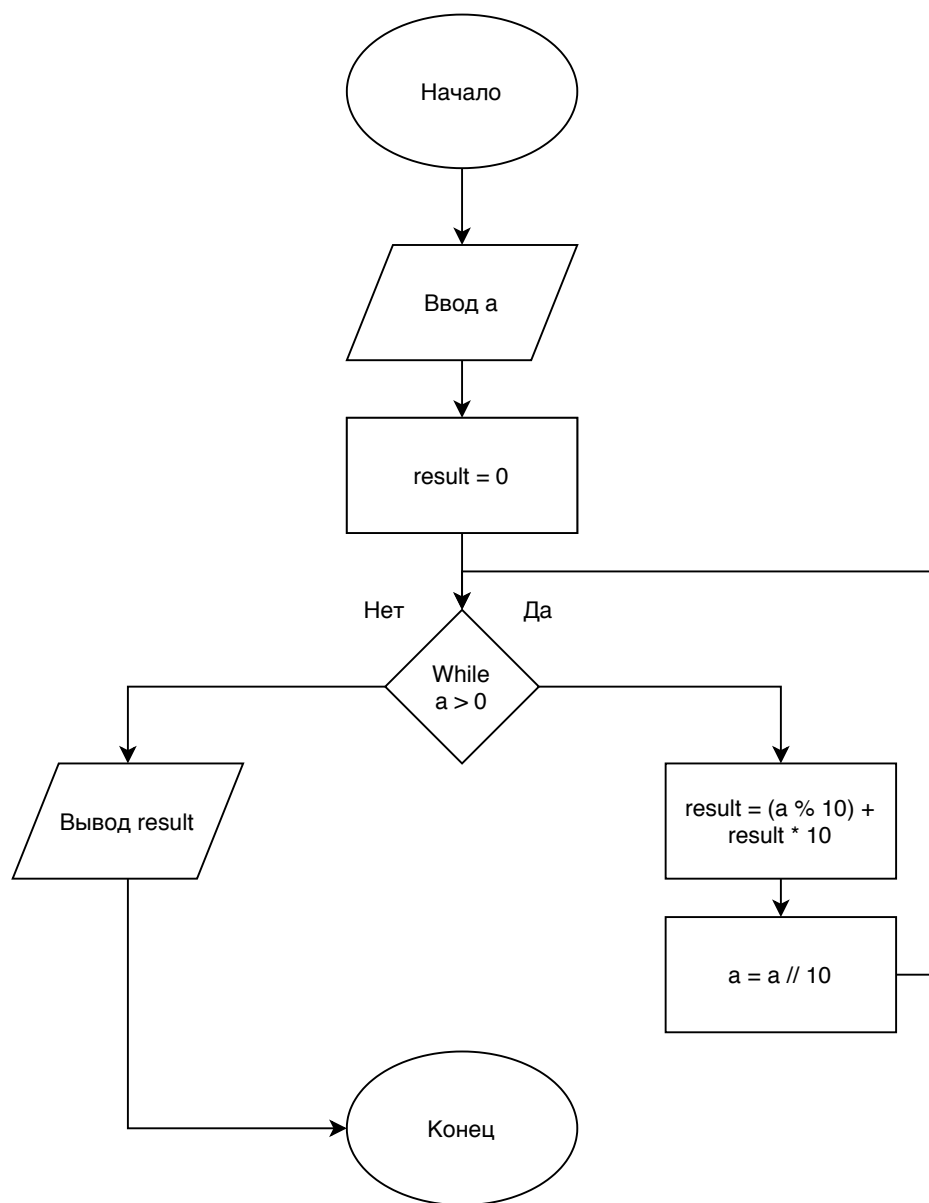 Начало
Ввод a
result = 0
Нет
Да
While
a > 0
Вывод result
result = (a % 10) +
result * 10
a = a // 10
Конец